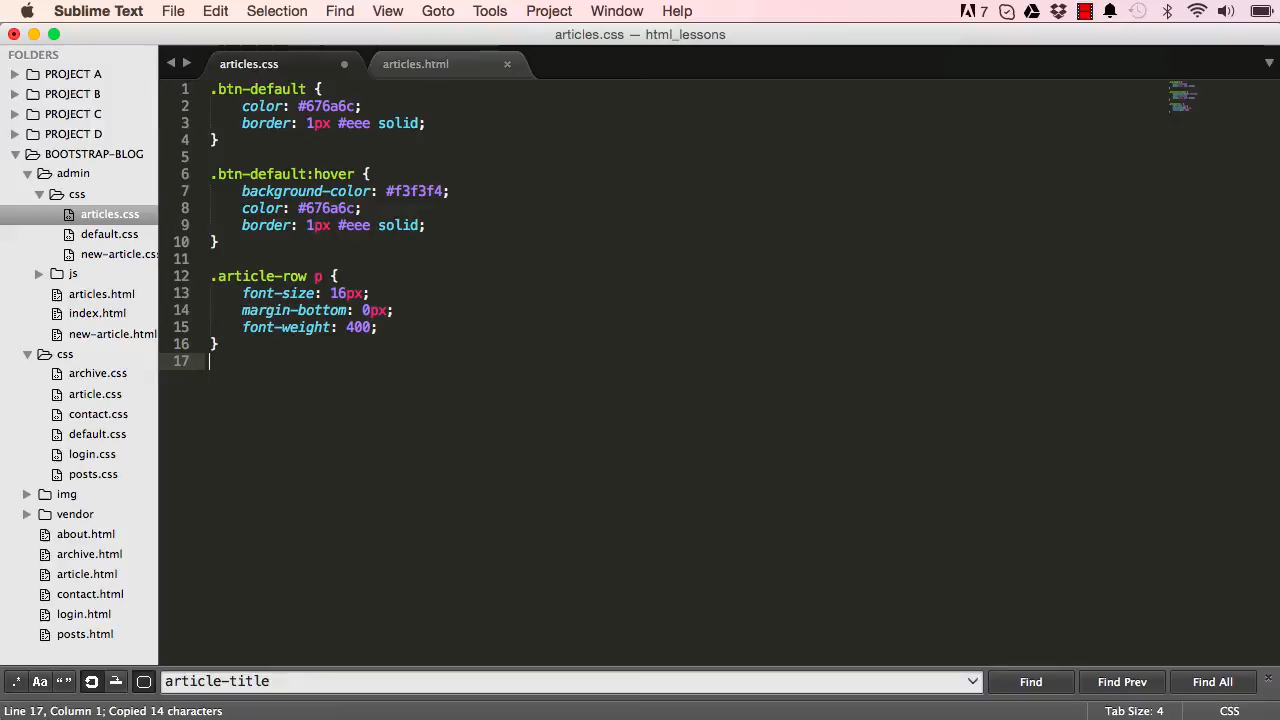 Sublime Text File Edit Selection Find View Goto Tools Project Window Help 7
articles.css — html_lessons
FOLDERS
PROJECT A
PROJECT B
PROJECT C
PROJECT D
BOOTSTRAP-BLOG
admin
css
articles.css
default.css
new-article.css
js
articles.html
index.html
new-article.html
css
archive.css
article.css
contact.css
default.css
login.css
posts.css
img
vendor
about.html
archive.html
article.html
contact.html
login.html
posts.html
articles.css articles.html
1 .btn-default {
2 color: #676a6c;
3 border: 1px #eee solid;
4 }
5
6 .btn-default:hover {
7 background-color: #f3f3f4;
8 color: #676a6c;
9 border: 1px #eee solid;
10 }
11
12 .article-row p {
13 font-size: 16px;
14 margin-bottom: 0px;
15 font-weight: 400;
16 }
17
.* Aa “” article-title Find Find Prev Find All
Line 17, Column 1; Copied 14 characters Tab Size: 4 CSS